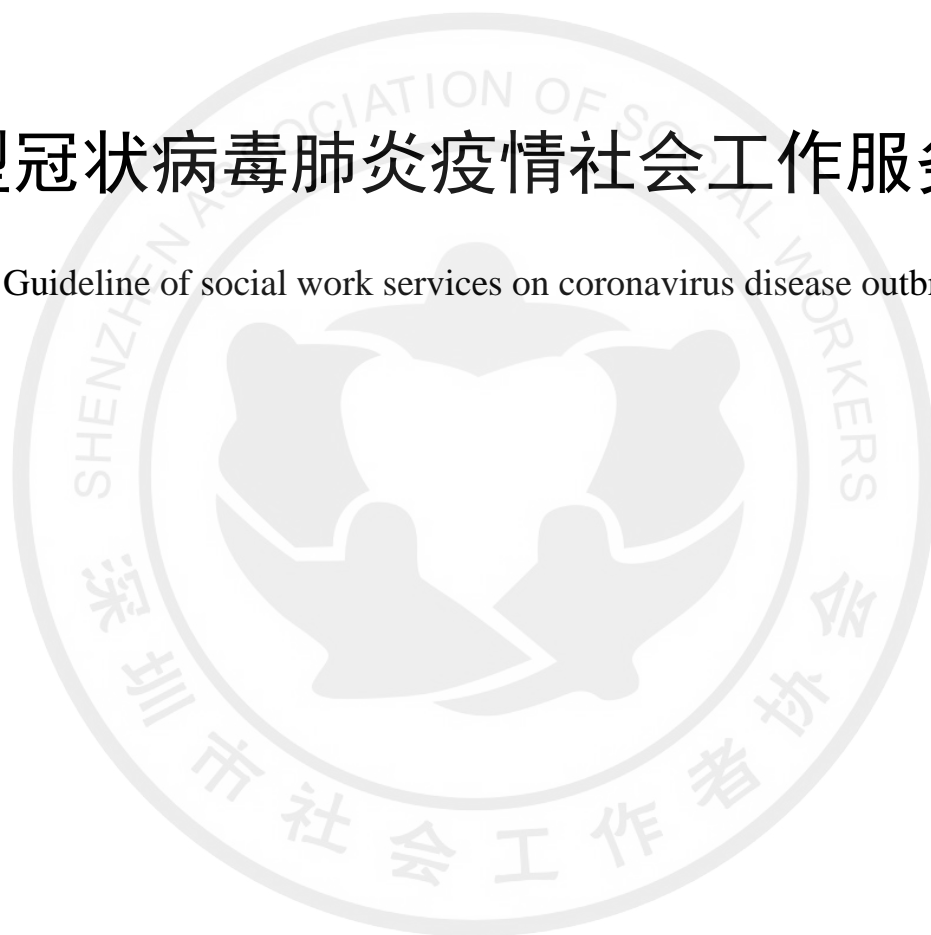 冠状病毒肺炎疫情社会工作服
Guideline of social work services on coronavirus disease
SHENZHEN ASSOCIATION OF SOCIAL WORKERS
深圳市社会工作者协会